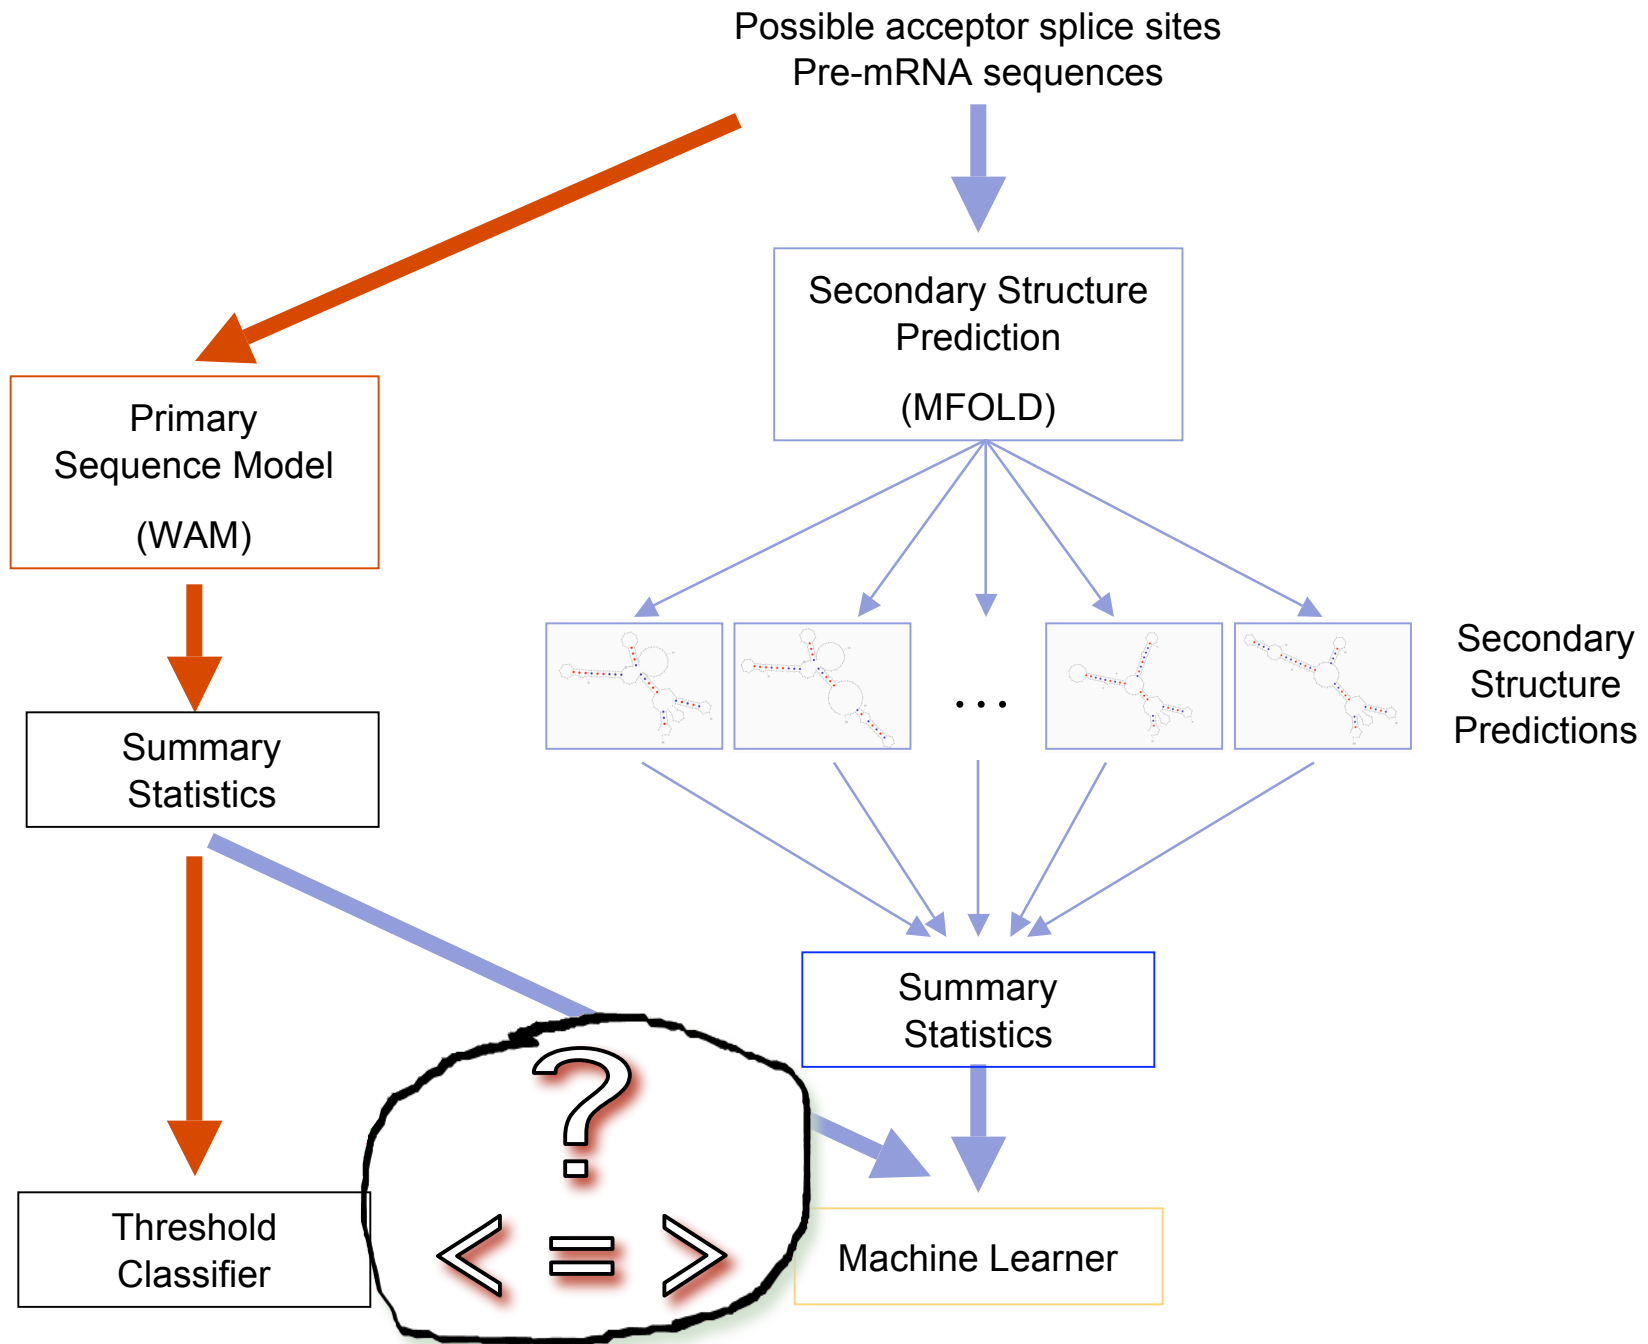 Possible acceptor splice sites
Pre-mRNA sequences
Secondary Structure
Prediction
(MFOLD)
Primary
Sequence Model
(WAM)
. . .
Secondary
Structure
Predictions
Summary
Statistics
Summary
Statistics
?
< = >
Threshold
Classifier
Machine Learner